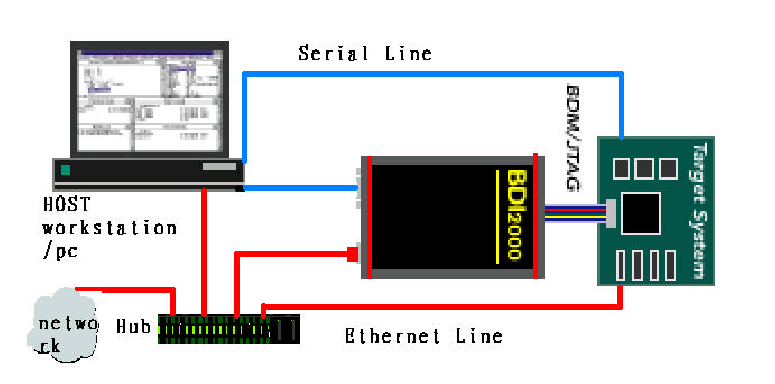 Serial Line
BDM/JTAG
BDI2000
Target System
HOST
workstation
/pc
netwo
rk
Hub
Ethernet Line